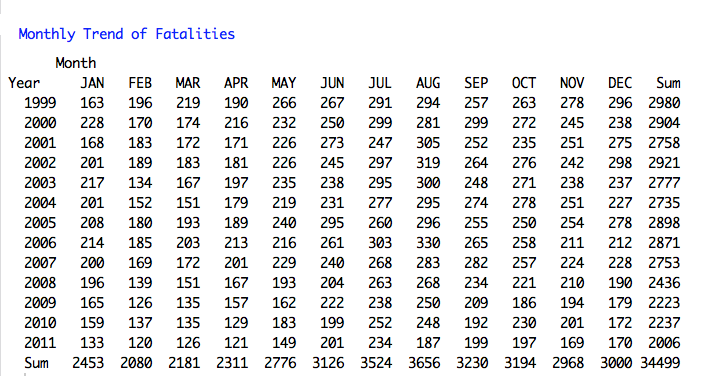 Monthly Trend of Fatalities
Month
Year JAN FEB MAR APR MAY JUN JUL AUG SEP OCT NOV DEC Sum
1999 163 196 219 190 266 267 291 294 257 263 278 296 2980
2000 228 170 174 216 232 250 299 281 299 272 245 238 2904
2001 168 183 172 171 226 273 247 305 252 235 251 275 2758
2002 201 189 183 181 226 245 297 319 264 276 242 298 2921
2003 217 134 167 197 235 238 295 300 248 271 238 237 2777
2004 201 152 151 179 219 231 277 295 274 278 251 227 2735
2005 208 180 193 189 240 295 260 296 255 250 254 278 2898
2006 214 185 203 213 216 261 303 330 265 258 211 212 2871
2007 200 169 172 201 229 240 268 283 282 257 224 228 2753
2008 196 139 151 167 193 204 263 268 234 221 210 190 2436
2009 165 126 135 157 162 222 238 250 209 186 194 179 2223
2010 159 137 135 129 183 199 252 248 192 230 201 172 2237
2011 133 120 126 121 149 201 234 187 199 197 169 170 2006
Sum 2453 2080 2181 2311 2776 3126 3524 3656 3230 3194 2968 3000 34499